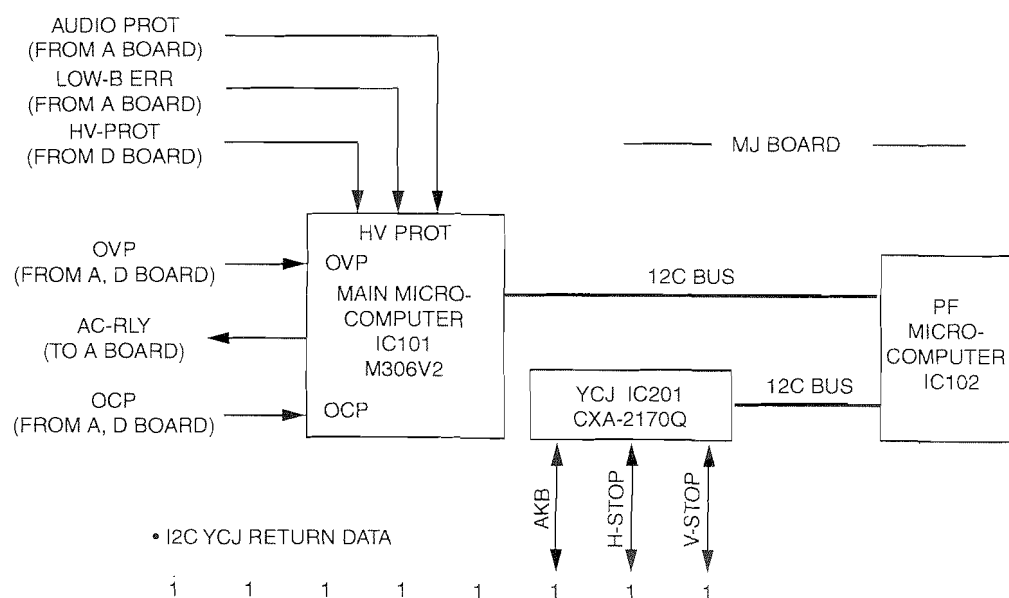 AUDIO PROT
(FROM A BOARD)
LOW-B ERR
(FROM A BOARD)
HV-PROT
(FROM D BOARD)
MJ BOARD
HV PROT
OVP
(FROM A, D BOARD)
OVP
MAIN MICRO-
COMPUTER
IC101
M306V2
AC-RLY
(TO A BOARD)
OCP
(FROM A, D BOARD)
OCP
12C BUS
PF
MICRO-
COMPUTER
IC102
YCJ IC201
CXA-2170Q
12C BUS
AKB
H-STOP
V-STOP
• I2C YCJ RETURN DATA
1 1 1 1 1 1 1 1